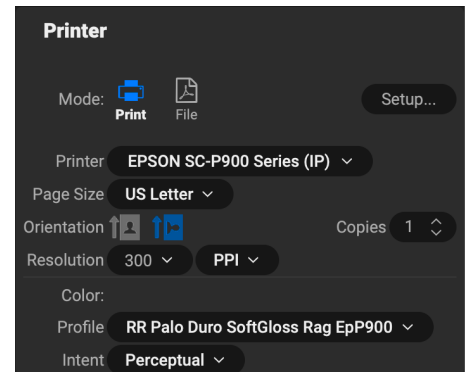 Printer
Mode: Print File Setup...
Printer EPSON SC-P900 Series (IP)
Page Size US Letter
Orientation Copies 1
Resolution 300 PPI
Color:
Profile RR Palo Duro SoftGloss Rag EpP900
Intent Perceptual